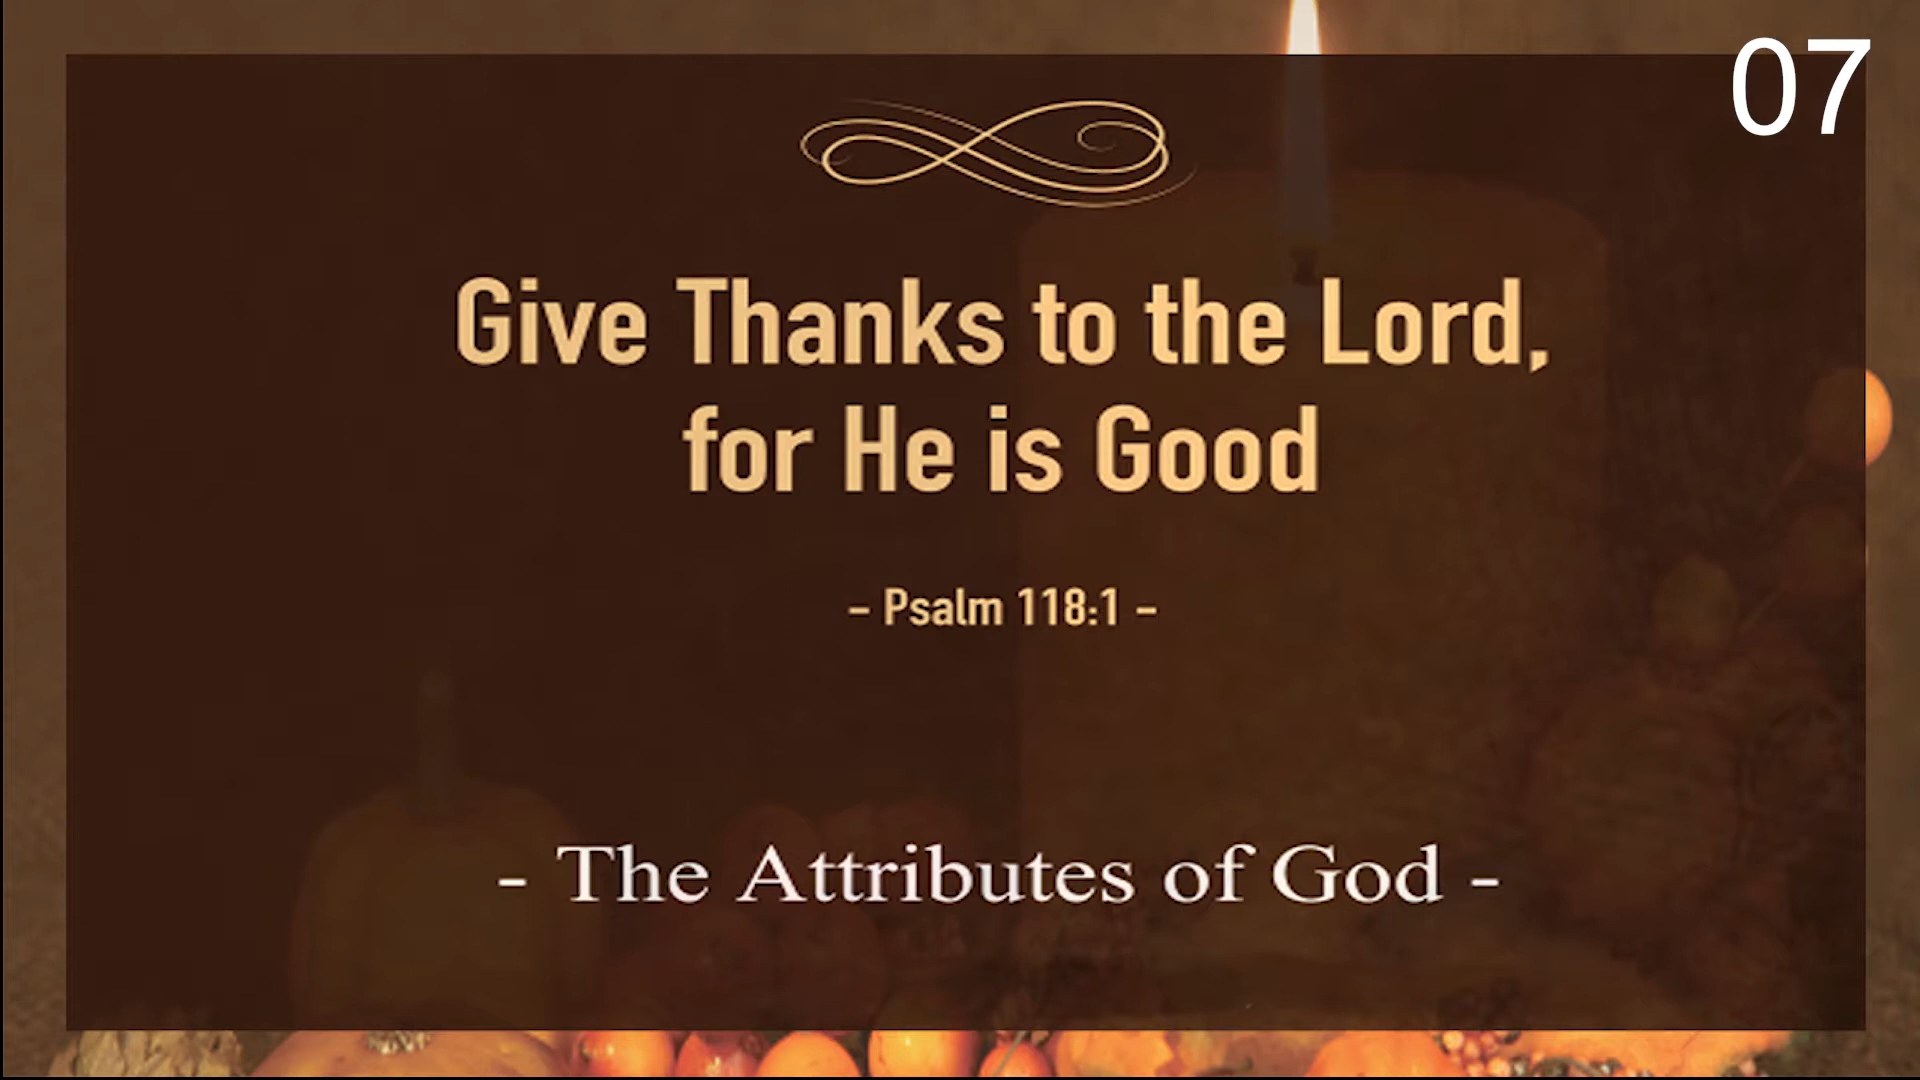 07
Give Thanks to the Lord,
for He is Good
– Psalm 118:1 –
- The Attributes of God -